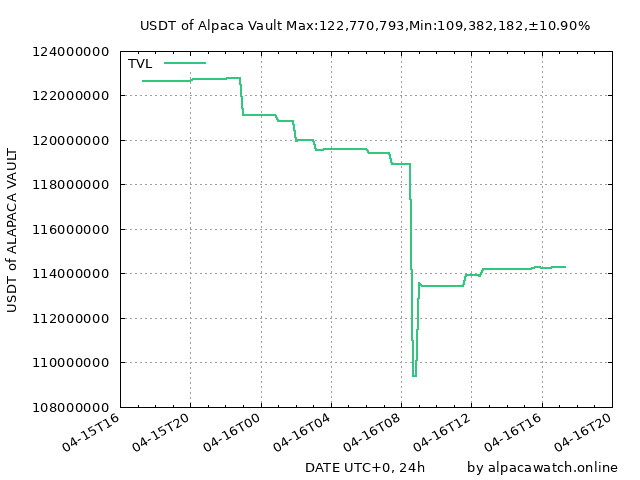 USDT of Alpaca Vault Max:122,770,793,Min:109,382,182,±10.90%
TVL
124000000
122000000
120000000
118000000
116000000
114000000
112000000
110000000
108000000
USDT of ALAPACA VAULT
04-15T16
04-15T20
04-16T00
04-16T04
04-16T08
04-16T12
04-16T16
04-16T20
DATE UTC+0, 24h
by alpacawatch.online